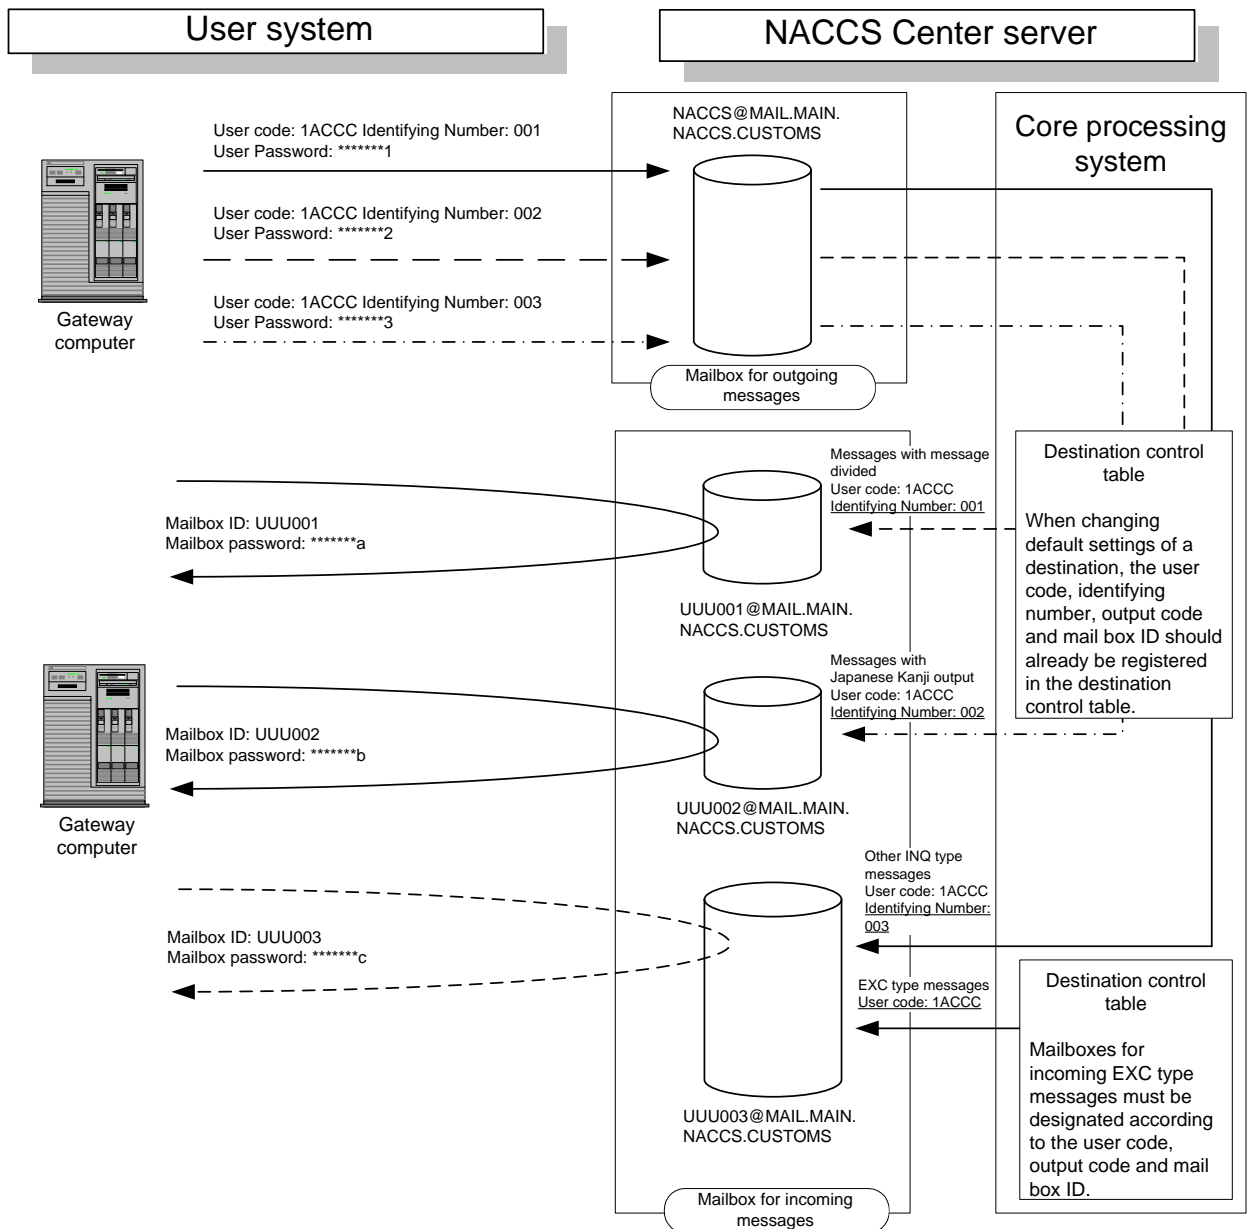 User system
NACCS Center server
NACCS@MAIL.MAIN.
NACCS.CUSTOMS
Core processing
system
User code: 1ACCC Identifying Number: 001
User Password: *******1
User code: 1ACCC Identifying Number: 002
User Password: *******2
User code: 1ACCC Identifying Number: 003
User Password: *******3
Gateway
computer
Mailbox for outgoing
messages
Messages with message
divided
User code: 1ACCC
Identifying Number: 001
Destination control
table
When changing
default settings of a
destination, the user
code, identifying
number, output code
and mail box ID should
already be registered
in the destination
control table.
Mailbox ID: UUU001
Mailbox password: *******a
UUU001@MAIL.MAIN.
NACCS.CUSTOMS
Messages with
Japanese Kanji output
User code: 1ACCC
Identifying Number: 002
Mailbox ID: UUU002
Mailbox password: *******b
UUU002@MAIL.MAIN.
NACCS.CUSTOMS
Gateway
computer
Other INQ type
messages
User code: 1ACCC
Identifying Number:
003
Mailbox ID: UUU003
Mailbox password: *******c
EXC type messages
User code: 1ACCC
Destination control
table
Mailboxes for
incoming EXC type
messages must be
designated according
to the user code,
output code and mail
box ID.
UUU003@MAIL.MAIN.
NACCS.CUSTOMS
Mailbox for incoming
messages